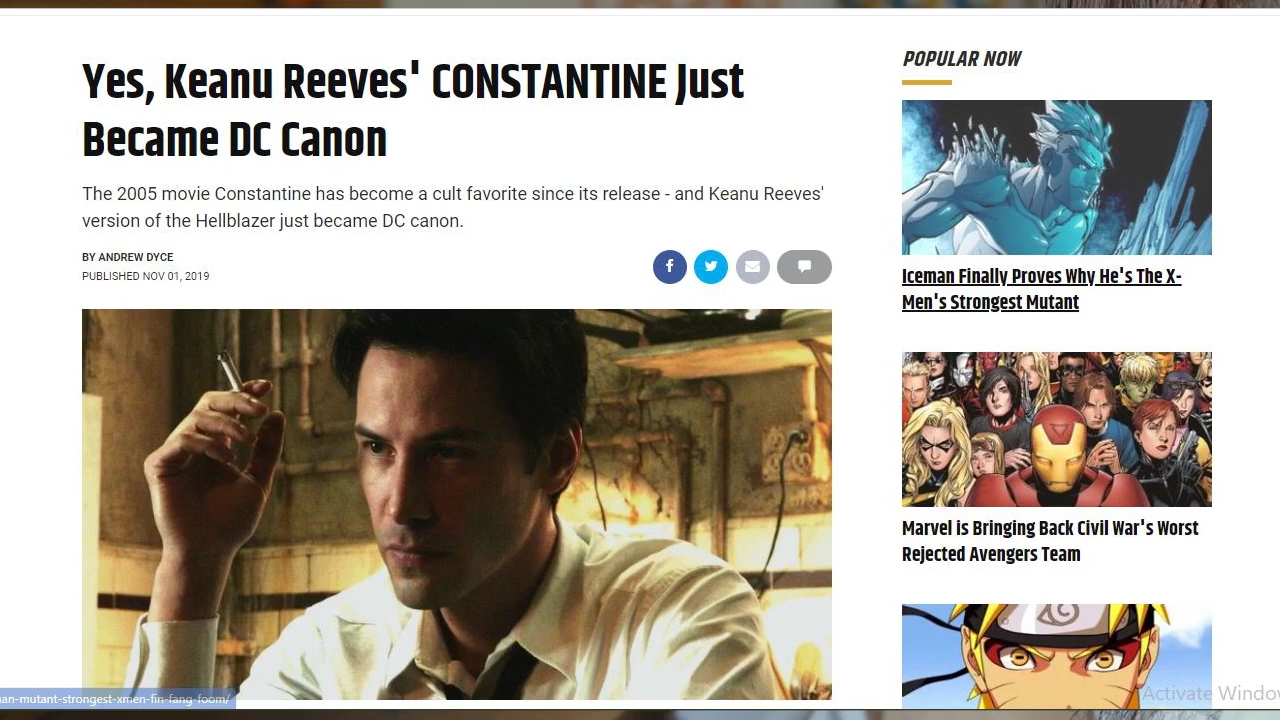 Yes, Keanu Reeves' CONSTANTINE Just
Became DC Canon
The 2005 movie Constantine has become a cult favorite since its release - and Keanu Reeves'
version of the Hellblazer just became DC canon.
BY ANDREW DYCE
PUBLISHED NOV 01, 2019
POPULAR NOW
Iceman Finally Proves Why He's The X-
Men's Strongest Mutant
Marvel is Bringing Back Civil War's Worst
Rejected Avengers Team
an-mutant-strongest-xmen-fin-fang-foom/
Activate Windo